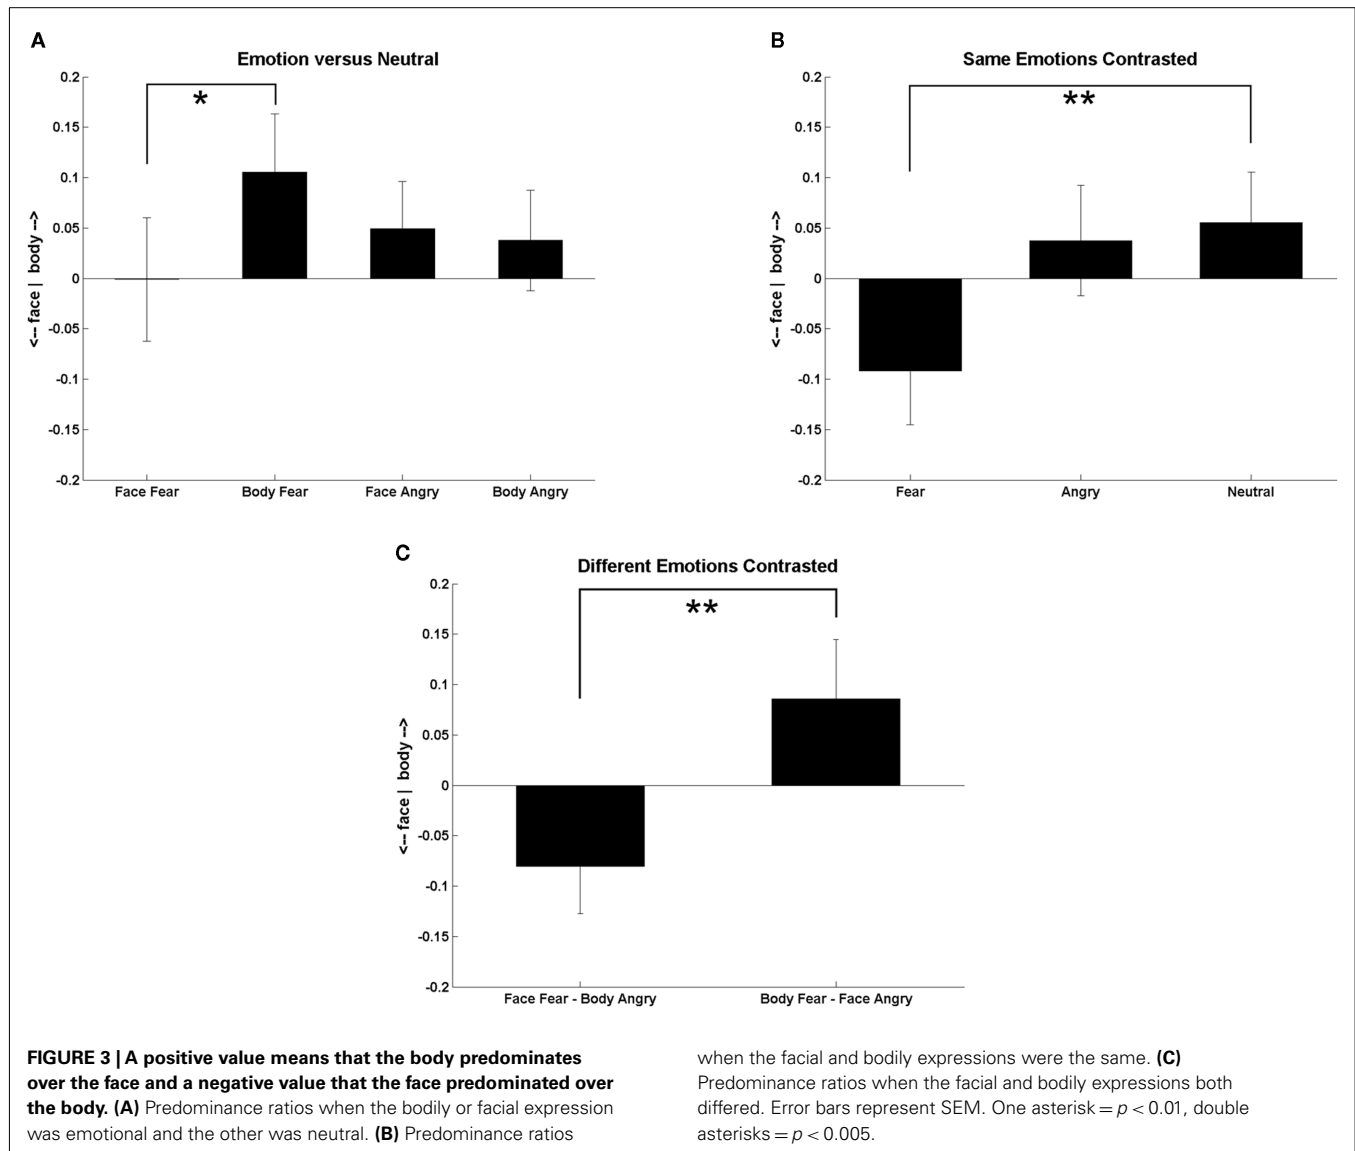 A
Emotion versus Neutral
*
0.2
0.15
0.1
0.05
0
-0.05
-0.1
-0.15
-0.2
<-- face | body -->
Face Fear
Body Fear
Face Angry
Body Angry
B
Same Emotions Contrasted
**
0.2
0.15
0.1
0.05
0
-0.05
-0.1
-0.15
-0.2
<-- face | body -->
Fear
Angry
Neutral
C
Different Emotions Contrasted
**
0.2
0.15
0.1
0.05
0
-0.05
-0.1
-0.15
-0.2
<-- face | body -->
Face Fear - Body Angry
Body Fear - Face Angry
FIGURE 3 | A positive value means that the body predominates
over the face and a negative value that the face predominated over
the body. (A) Predominance ratios when the bodily or facial expression
was emotional and the other was neutral. (B) Predominance ratios
when the facial and bodily expressions were the same. (C)
Predominance ratios when the facial and bodily expressions both
differed. Error bars represent SEM. One asterisk = p < 0.01, double
asterisks = p < 0.005.